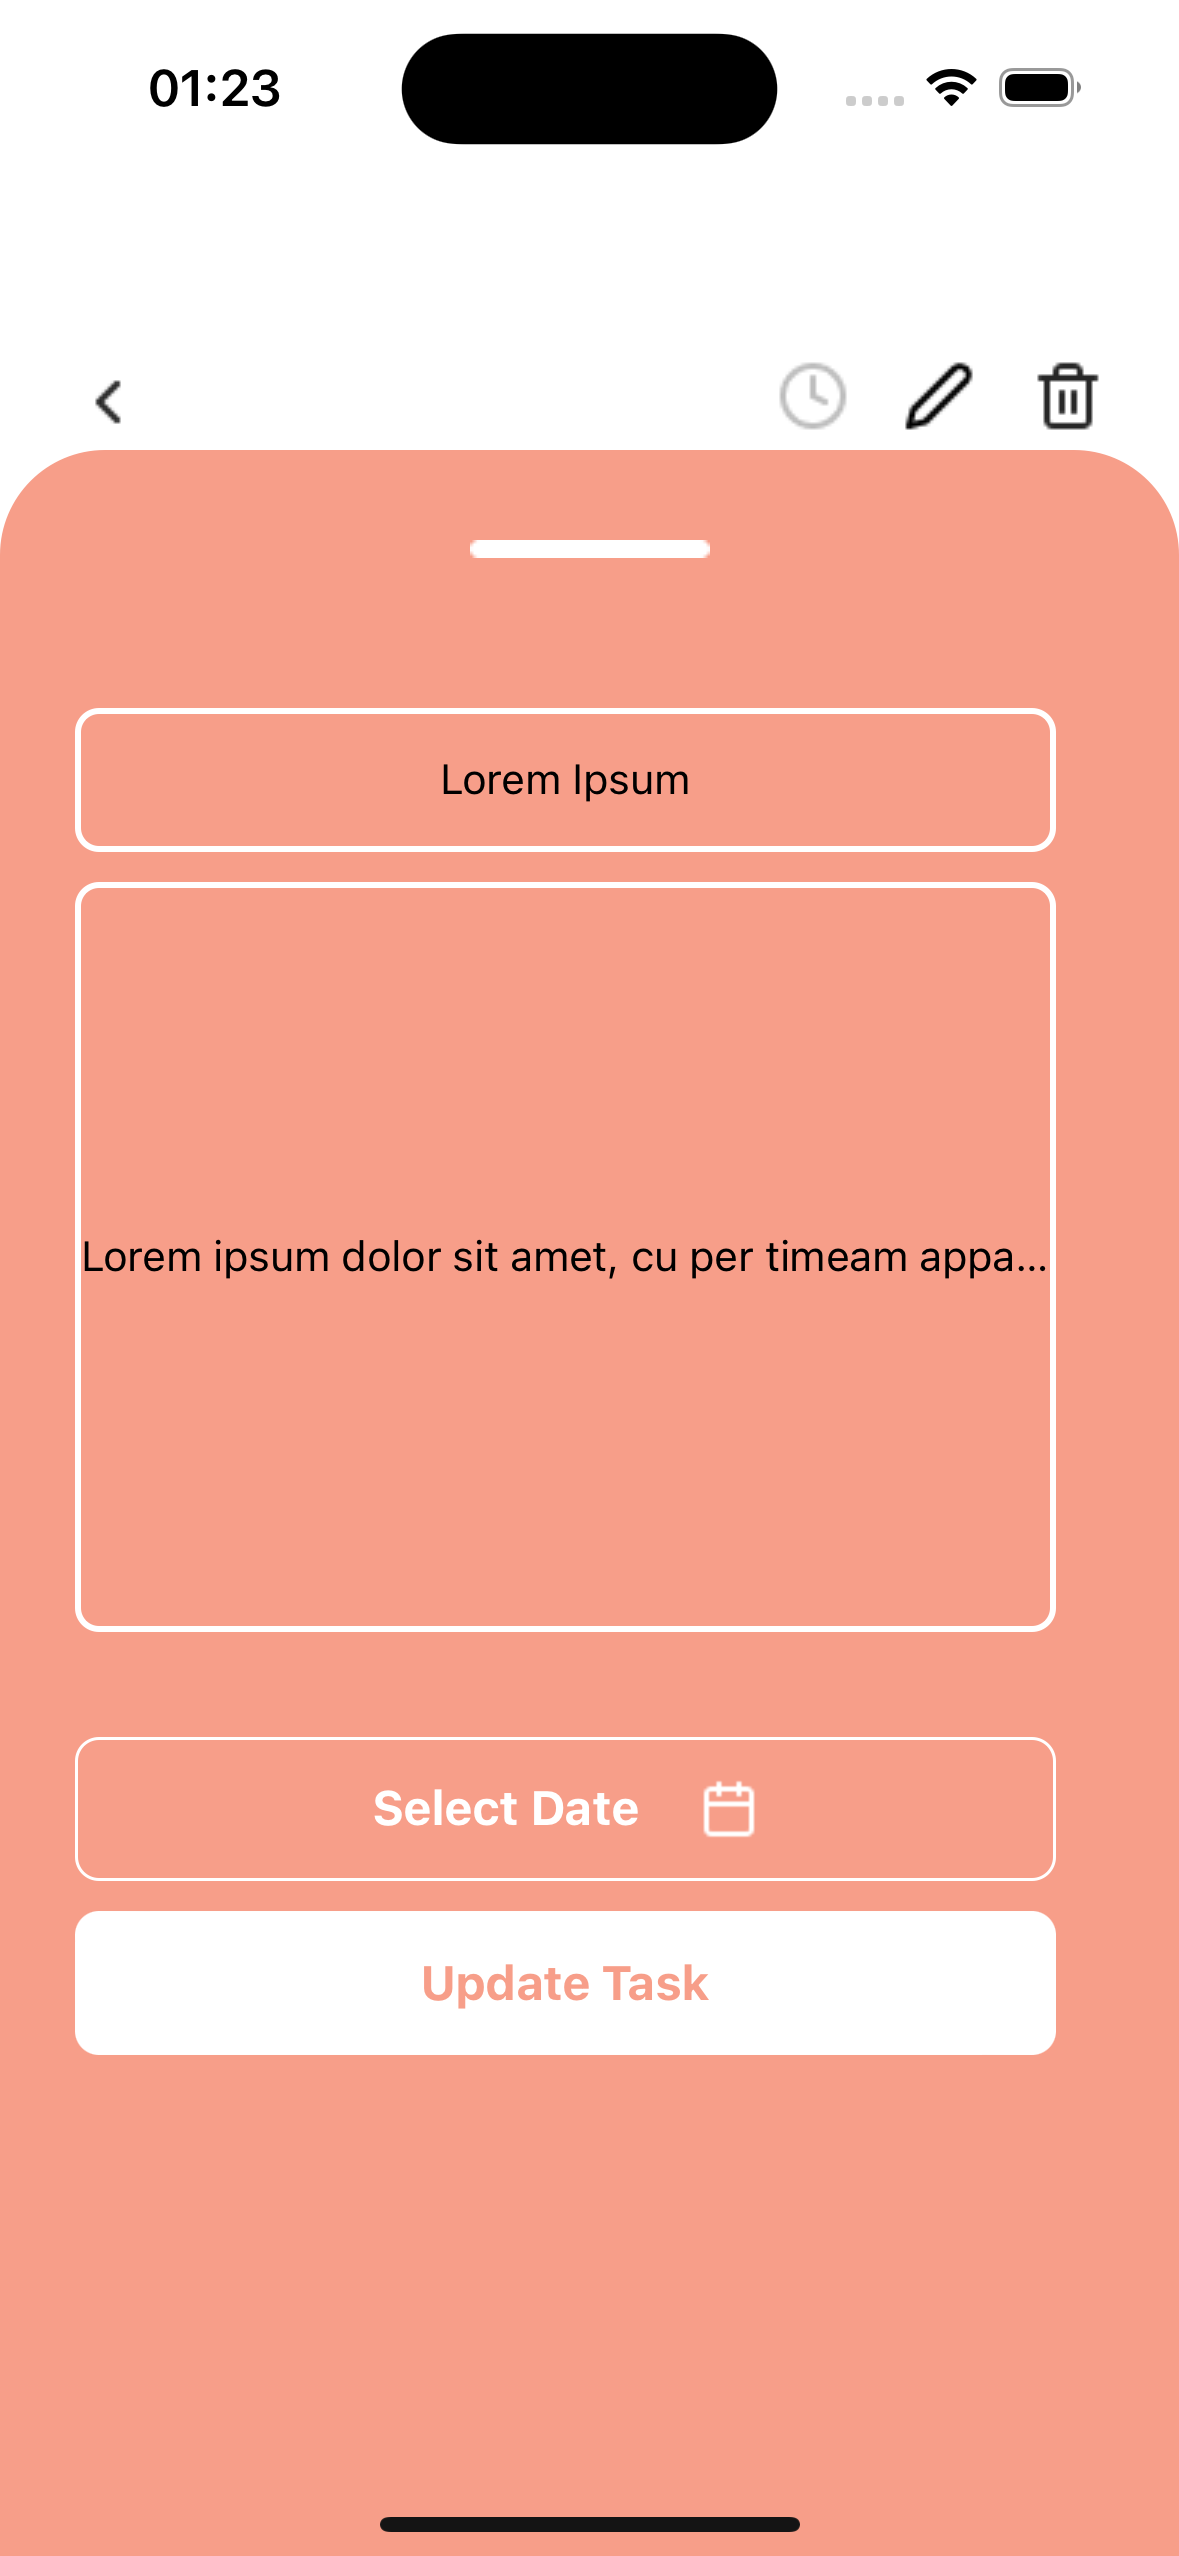 01:23
Lorem Ipsum
Lorem ipsum dolor sit amet, cu per timeam appa...
Select Date
Update Task